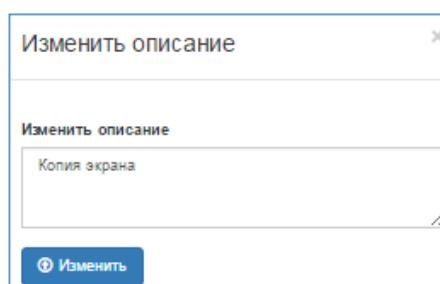 Изменить описание
Изменить описание
Копия экрана
Изменить